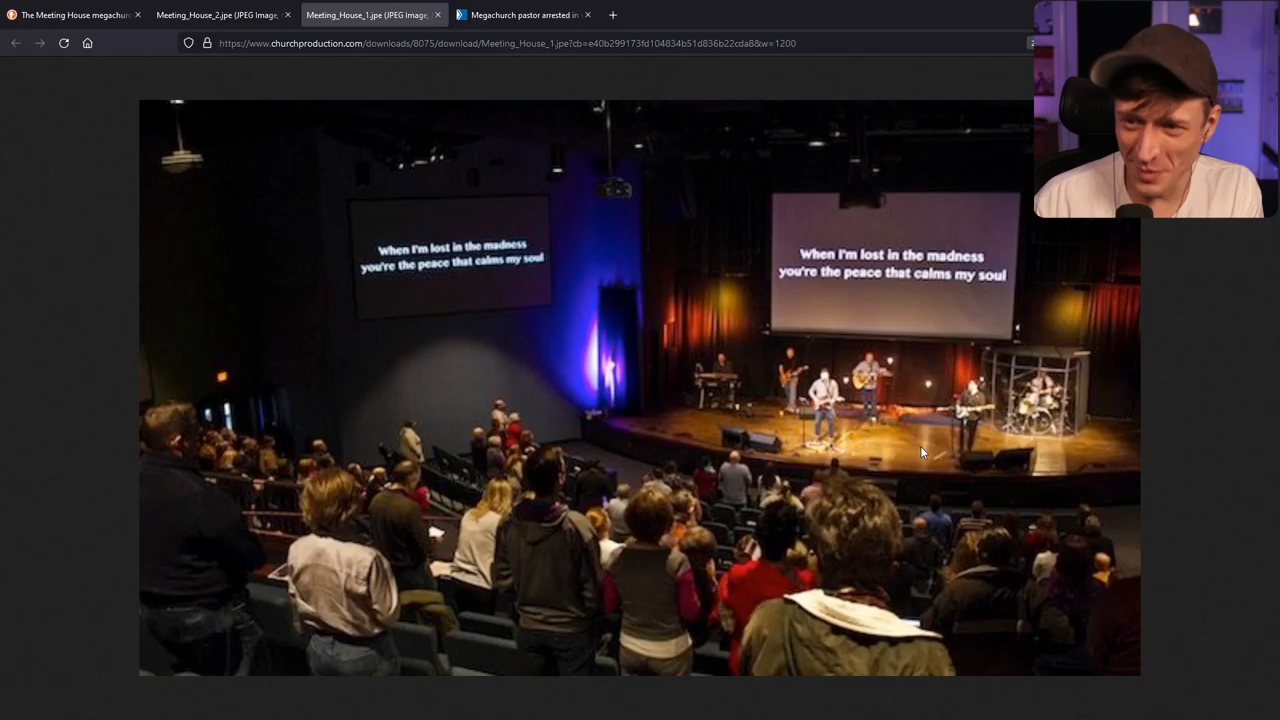 The Meeting House megachur
Meeting_House_2.jpe (JPEG Image,
Meeting_House_1.jpe (JPEG Image,
Megachurch pastor arrested in
https://www.churchproduction.com/downloads/8075/download/Meeting_House_1.jpe?cb=e40b299173fd104834b51d836b22cda8&w=1200
When I'm lost in the madness
you're the peace that calms my soul
When I'm lost in the madness
you're the peace that calms my soul